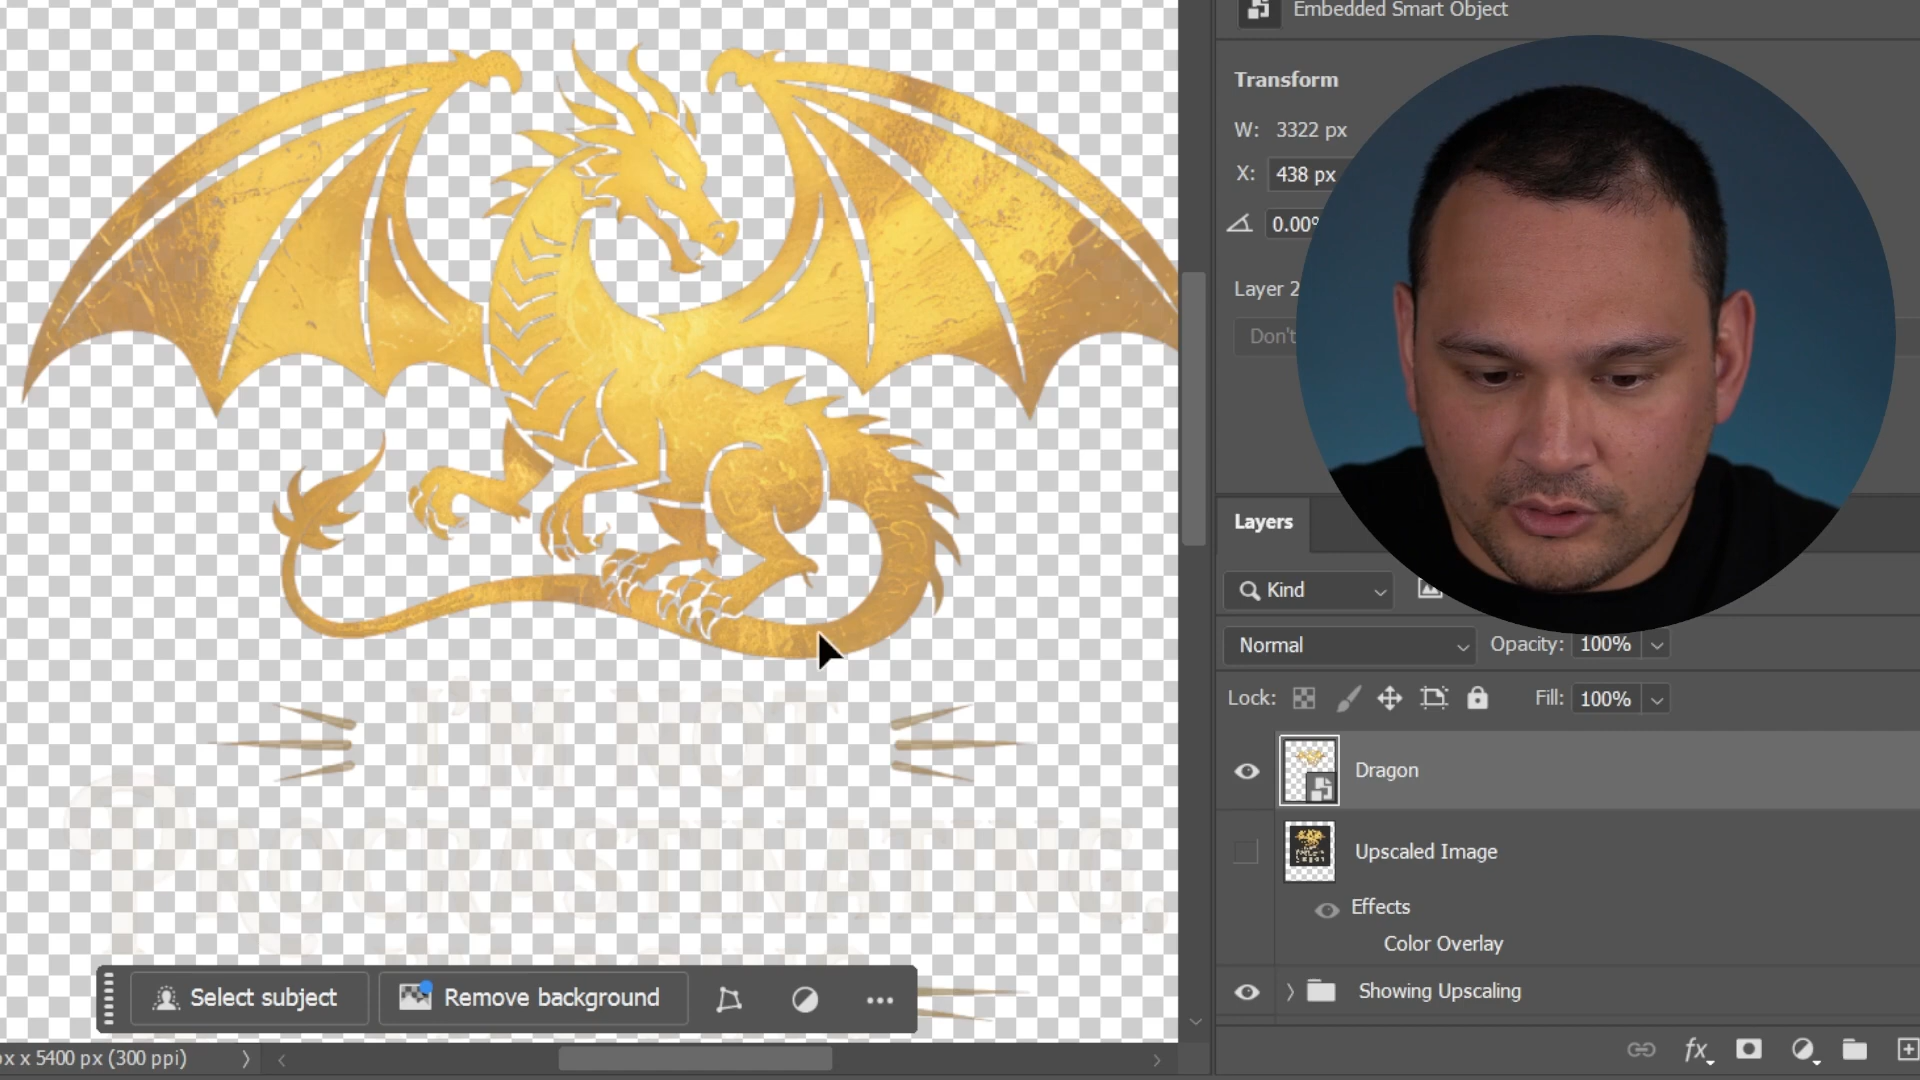 Embedded Smart Object
Transform
W: 3322 px
X: 438 px
0.00°
Layer 2
Don't
Layers
Kind
Normal
Opacity: 100%
Lock:
Fill: 100%
Dragon
Upscaled Image
Effects
Color Overlay
Showing Upscaling
fx
I'M NOT
PROCRASTINATING,
Select subject
Remove background
px x 5400 px (300 ppi)